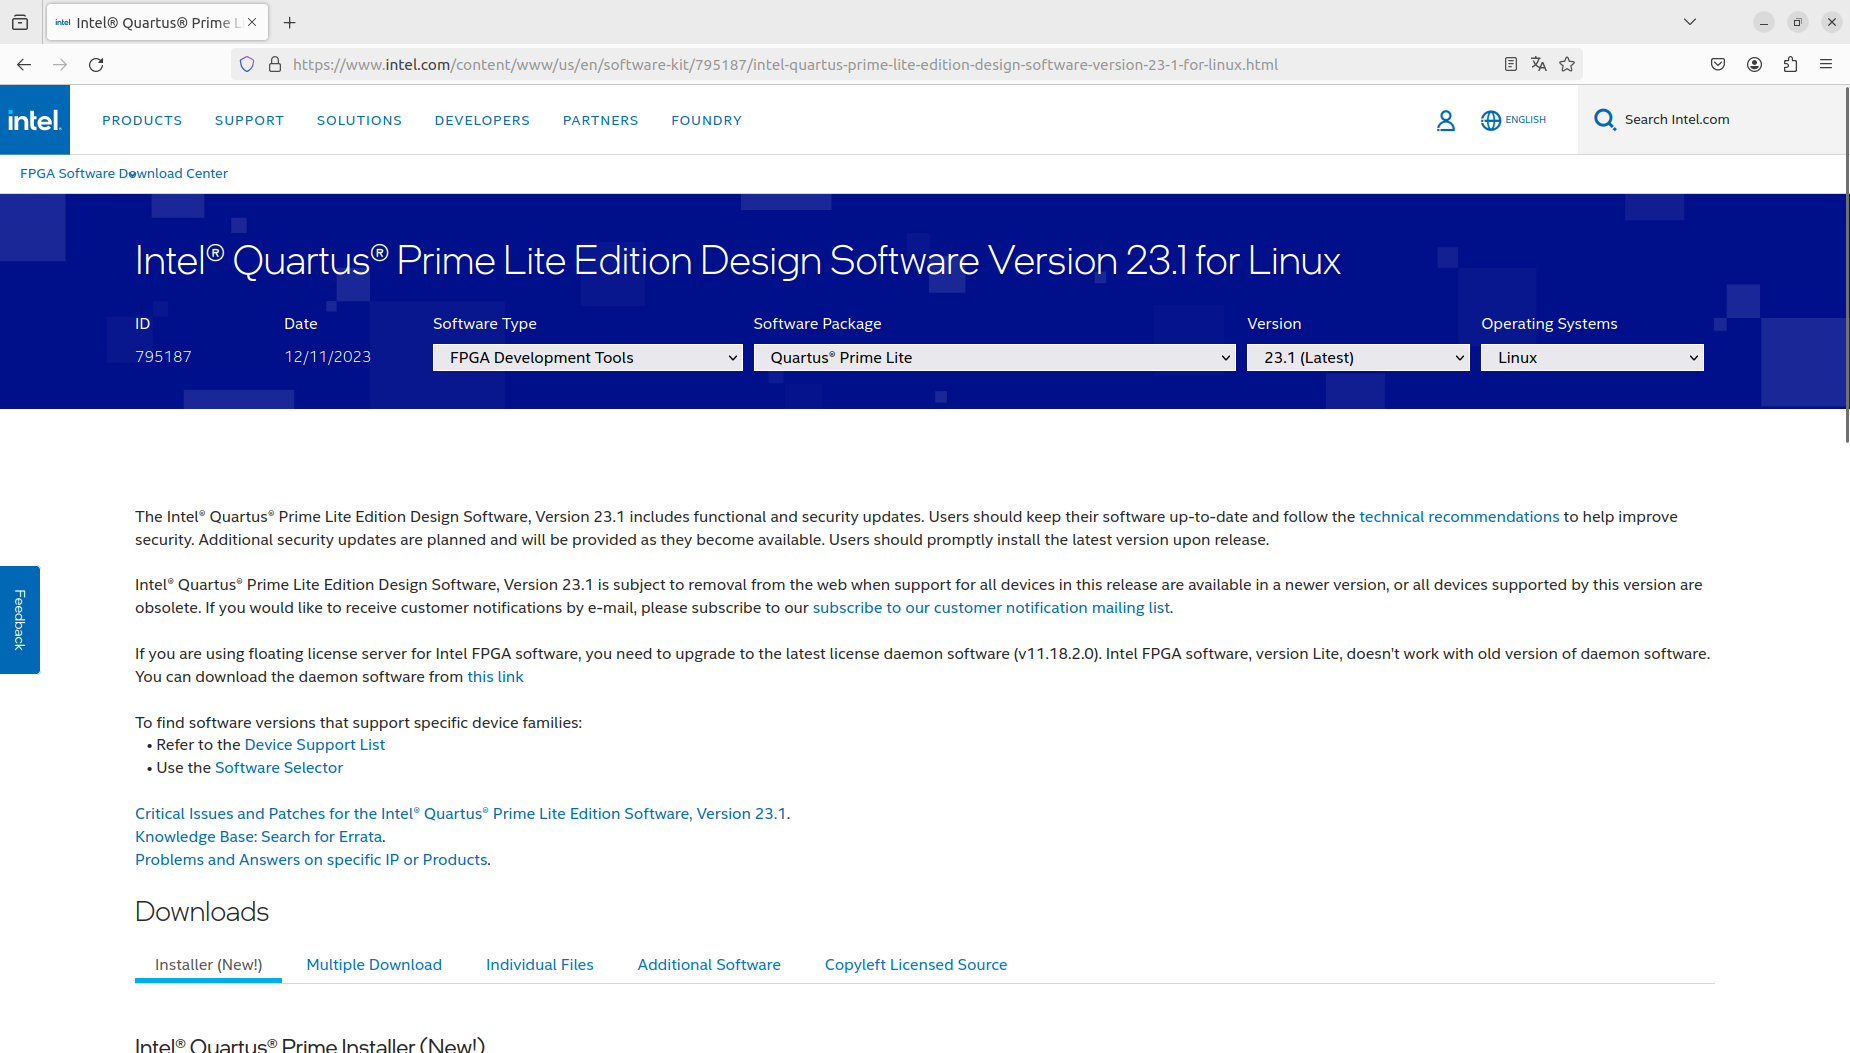 intel Intel® Quartus® Prime L
https://www.intel.com/content/www/us/en/software-kit/795187/intel-quartus-prime-lite-edition-design-software-version-23-1-for-linux.html
intel. PRODUCTS SUPPORT SOLUTIONS DEVELOPERS PARTNERS FOUNDRY ENGLISH Search Intel.com
FPGA Software Download Center
Intel® Quartus® Prime Lite Edition Design Software Version 23.1 for Linux
ID Date Software Type Software Package Version Operating Systems
795187 12/11/2023 FPGA Development Tools Quartus® Prime Lite 23.1 (Latest) Linux
The Intel® Quartus® Prime Lite Edition Design Software, Version 23.1 includes functional and security updates. Users should keep their software up-to-date and follow the technical recommendations to help improve
security. Additional security updates are planned and will be provided as they become available. Users should promptly install the latest version upon release.
Intel® Quartus® Prime Lite Edition Design Software, Version 23.1 is subject to removal from the web when support for all devices in this release are available in a newer version, or all devices supported by this version are
obsolete. If you would like to receive customer notifications by e-mail, please subscribe to our subscribe to our customer notification mailing list.
Feedback
If you are using floating license server for Intel FPGA software, you need to upgrade to the latest license daemon software (v11.18.2.0). Intel FPGA software, version Lite, doesn't work with old version of daemon software.
You can download the daemon software from this link
To find software versions that support specific device families:
• Refer to the Device Support List
• Use the Software Selector
Critical Issues and Patches for the Intel® Quartus® Prime Lite Edition Software, Version 23.1.
Knowledge Base: Search for Errata.
Problems and Answers on specific IP or Products.
Downloads
Installer (New!) Multiple Download Individual Files Additional Software Copyleft Licensed Source
Intel® Quartus® Prime Installer (New!)